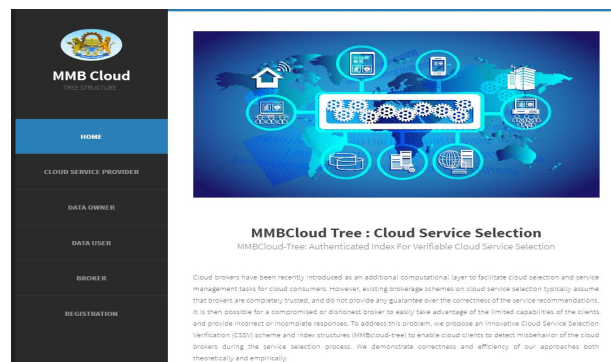 MMB Cloud
TREE STRUCTURE
HOME
CLOUD SERVICE PROVIDER
DATA OWNER
DATA USER
BROKER
REGISTRATION
MMBCloud Tree : Cloud Service Selection
MMBCloud-Tree: Authenticated Index For Verifiable Cloud Service Selection
Cloud brokers have been recently introduced as an additional computational layer to facilitate cloud selection and service
management tasks for cloud consumers. However, existing brokerage schemes on cloud service selection typically assume
that brokers are completely trusted, and do not provide any guarantee over the correctness of the service recommendations.
It is then possible for a compromised or dishonest broker to easily take advantage of the limited capabilities of the clients
and provide incorrect or incomplete responses. To address this problem, we propose an innovative Cloud Service Selection
Verification (CSSV) scheme and index structures (MMBcloud-tree) to enable cloud clients to detect misbehavior of the cloud
brokers during the service selection process. We demonstrate correctness and efficiency of our approaches both
theoretically and empirically.